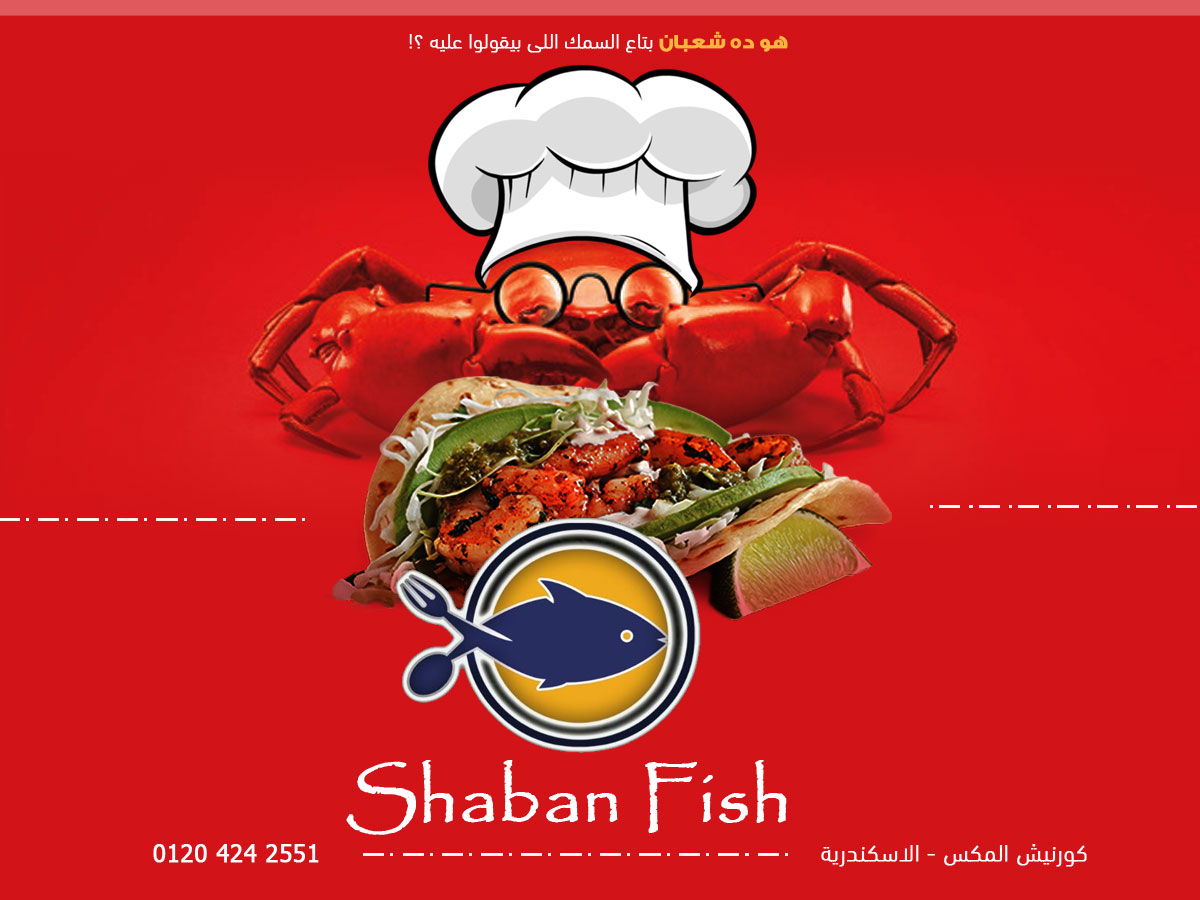 هو ده شعبان بتاع السمك اللى بيقولوا عليه ؟!
Shaban Fish
0120 424 2551
كورنيش المكس - الاسكندرية